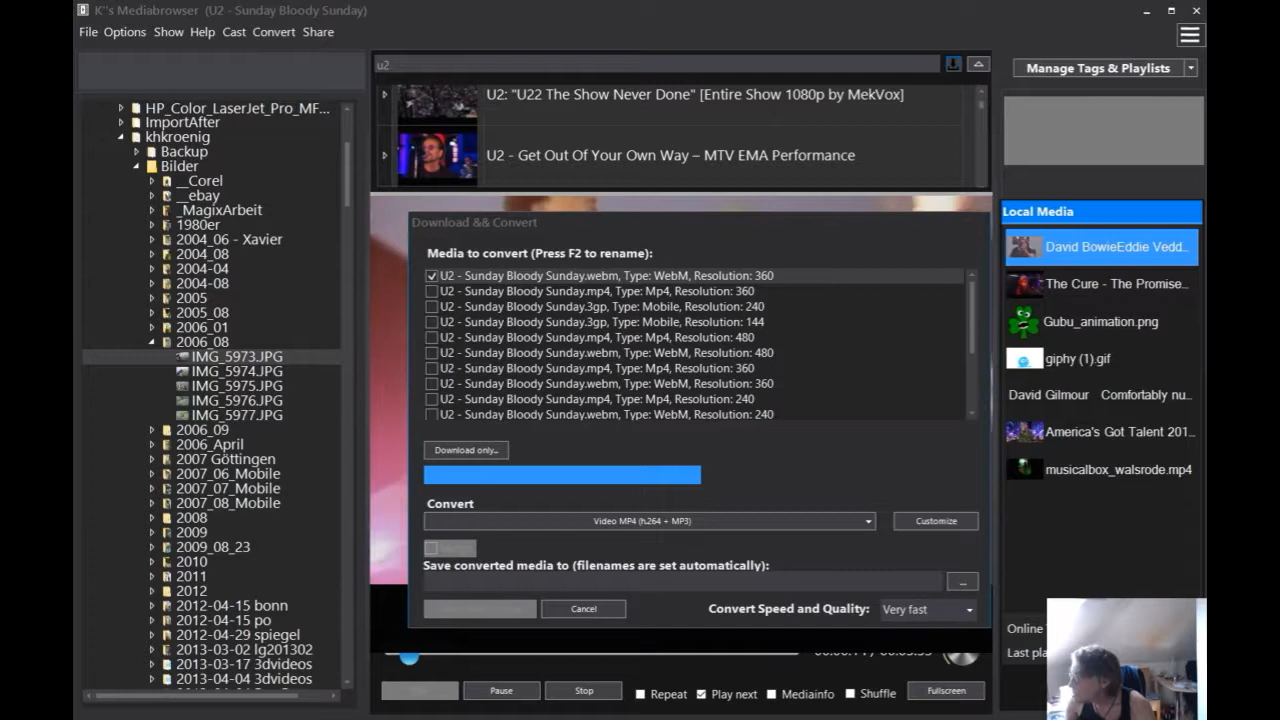 K''s Mediabrowser (U2 - Sunday Bloody Sunday)
File Options Show Help Cast Convert Share
u2
Manage Tags & Playlists
HP_Color_LaserJet_Pro_MF...
ImportAfter
khkroenig
Backup
Bilder
__Corel
__ebay
_MagixArbeit
1980er
2004_06 - Xavier
2004_08
2004-04
2004-08
2005
2005_08
2006_01
2006_08
IMG_5973.JPG
IMG_5974.JPG
IMG_5975.JPG
IMG_5976.JPG
IMG_5977.JPG
2006_09
2006_April
2007 Göttingen
2007_06_Mobile
2007_07_Mobile
2007_08_Mobile
2008
2009
2009_08_23
2010
2011
2012
2012-04-15 bonn
2012-04-15 po
2012-04-29 spiegel
2013-03-02 lg201302
2013-03-17 3dvideos
2013-04-04 3dvideos
U2: "U22 The Show Never Done" [Entire Show 1080p by MekVox]
U2 - Get Out Of Your Own Way – MTV EMA Performance
Download && Convert
Media to convert (Press F2 to rename):
U2 - Sunday Bloody Sunday.webm, Type: WebM, Resolution: 360
U2 - Sunday Bloody Sunday.mp4, Type: Mp4, Resolution: 360
U2 - Sunday Bloody Sunday.3gp, Type: Mobile, Resolution: 240
U2 - Sunday Bloody Sunday.3gp, Type: Mobile, Resolution: 144
U2 - Sunday Bloody Sunday.mp4, Type: Mp4, Resolution: 480
U2 - Sunday Bloody Sunday.webm, Type: WebM, Resolution: 480
U2 - Sunday Bloody Sunday.mp4, Type: Mp4, Resolution: 360
U2 - Sunday Bloody Sunday.webm, Type: WebM, Resolution: 360
U2 - Sunday Bloody Sunday.mp4, Type: Mp4, Resolution: 240
U2 - Sunday Bloody Sunday.webm, Type: WebM, Resolution: 240
Download only...
Convert
Video MP4 (h.264 + MP3)
Customize
Save converted media to (filenames are set automatically):
...
Cancel
Convert Speed and Quality:
Very fast
Pause
Stop
Repeat
Play next
Mediainfo
Shuffle
Fullscreen
Local Media
David BowieEddie Vedd...
The Cure - The Promise...
Gubu_animation.png
giphy (1).gif
David Gilmour Comfortably nu...
America's Got Talent 201...
musicalbox_walsrode.mp4
Online
Last pla